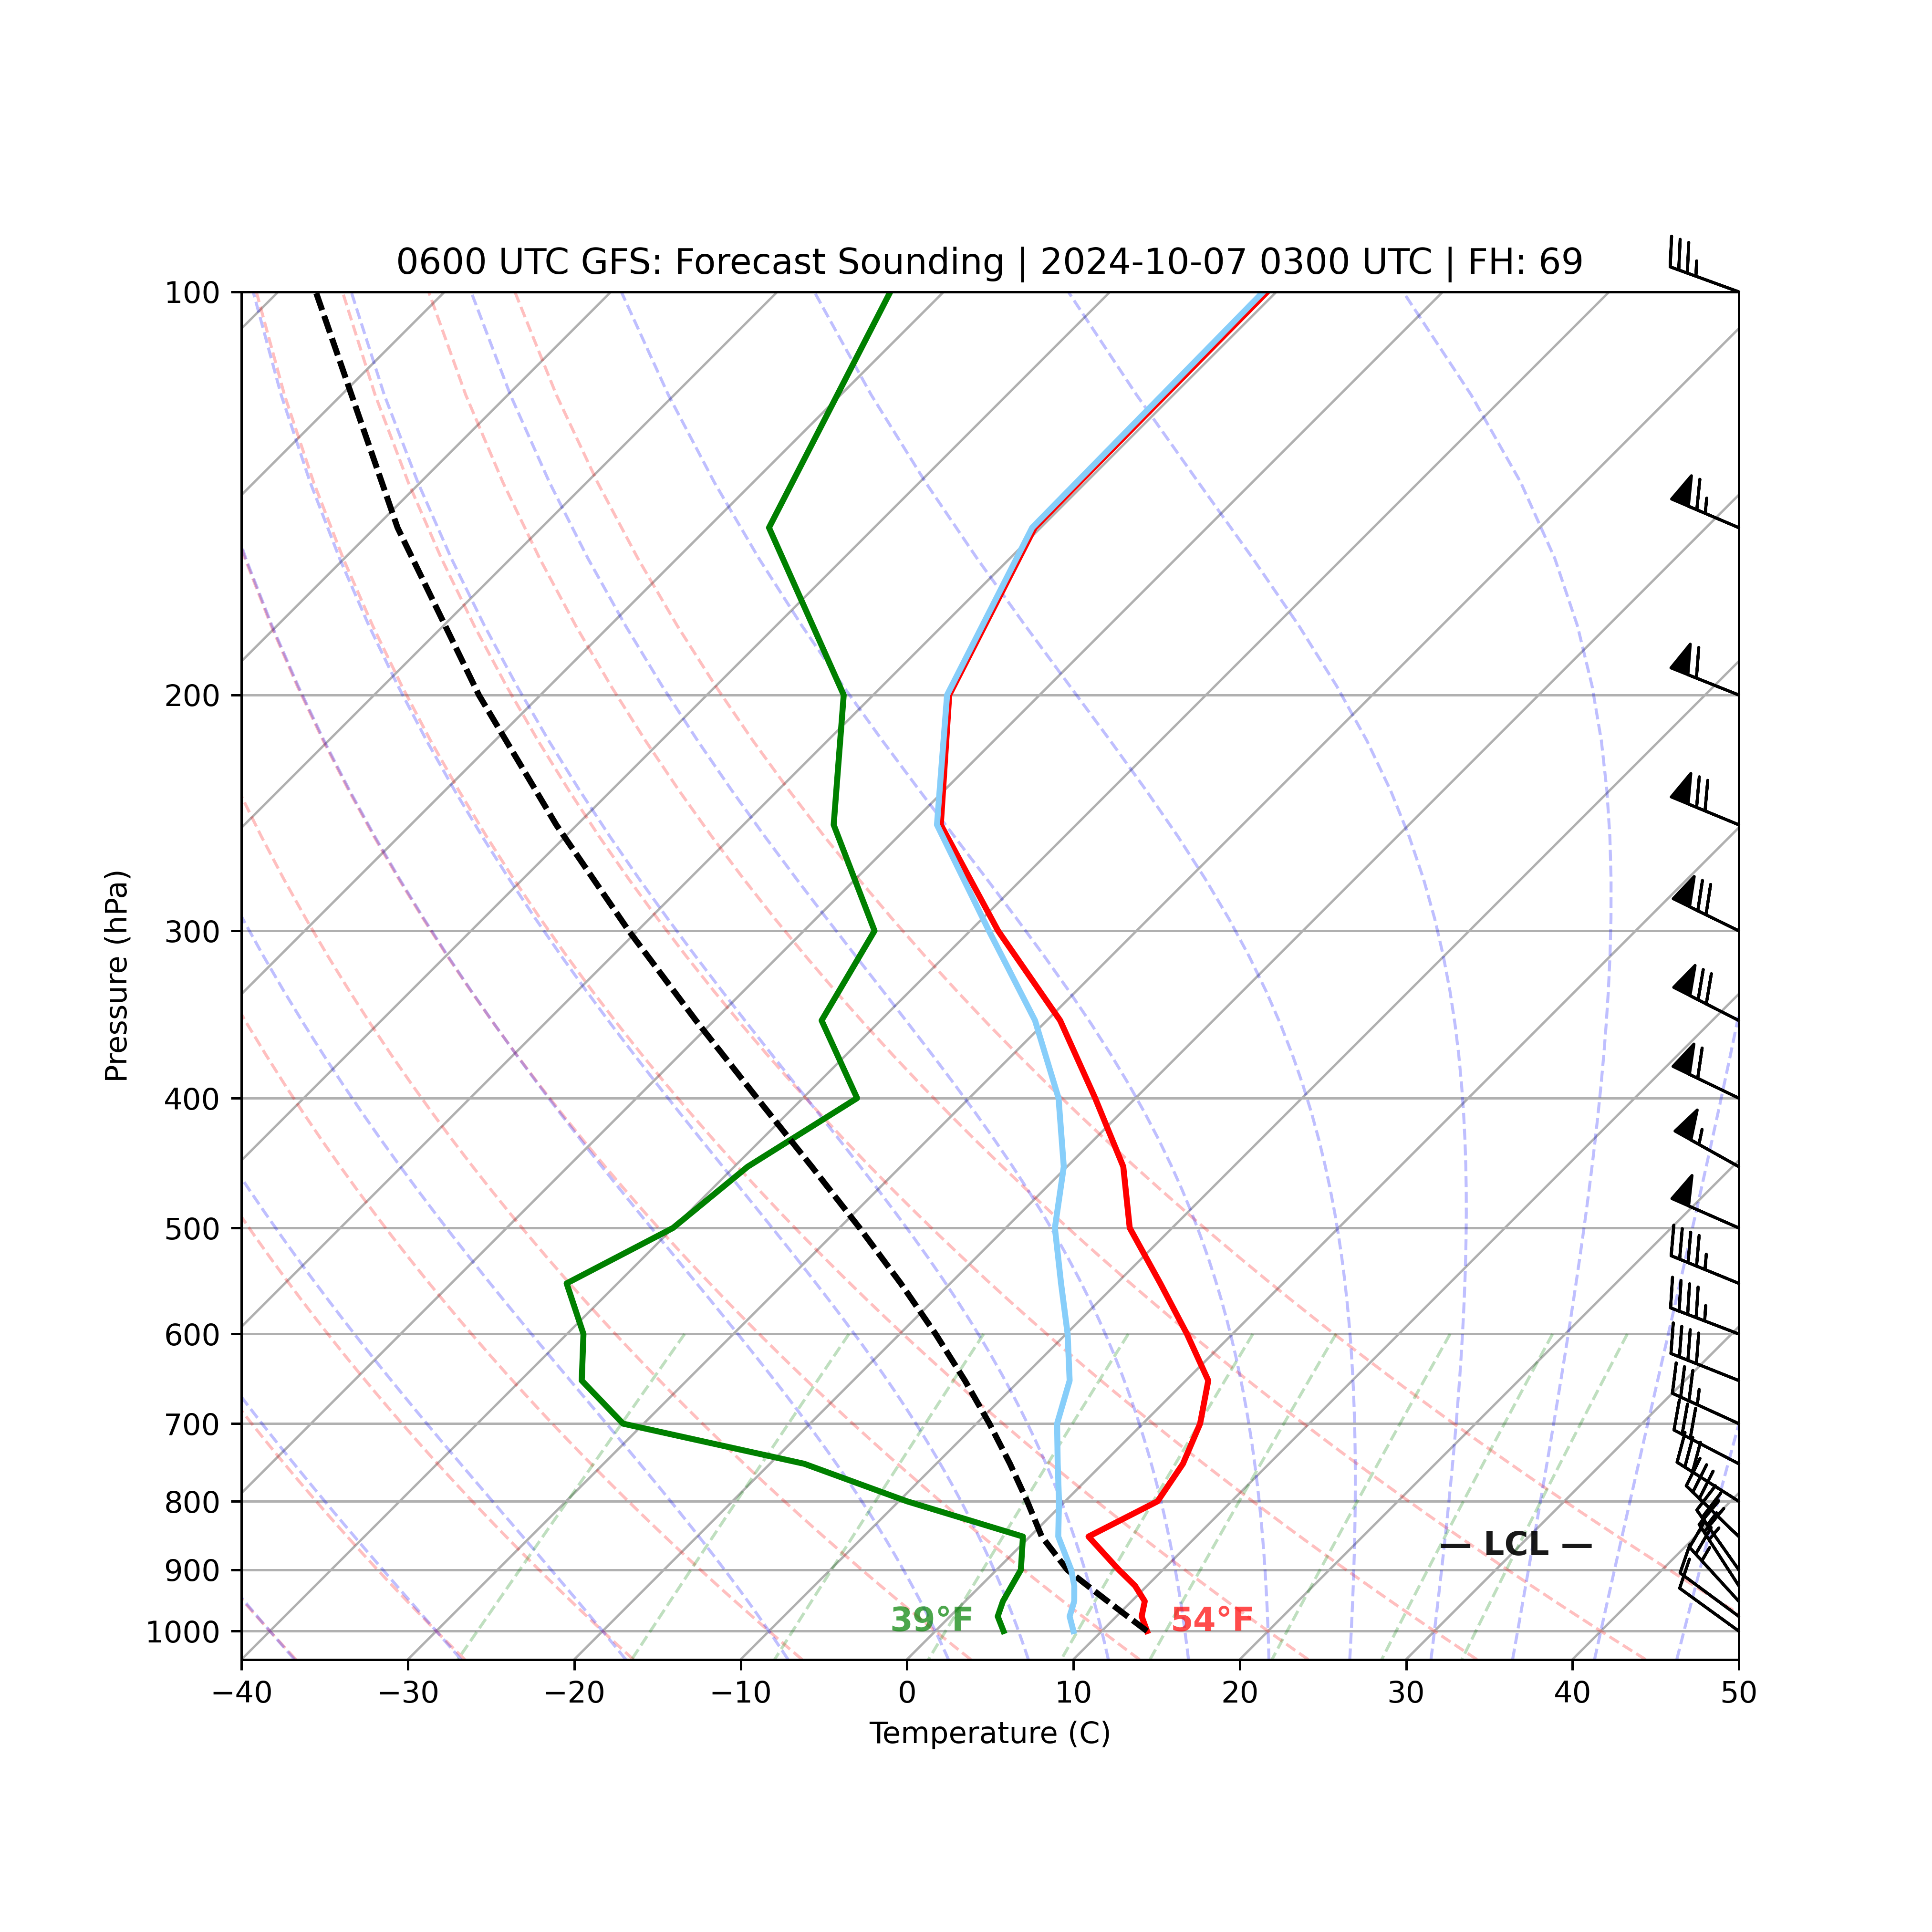 0600 UTC GFS: Forecast Sounding | 2024-10-07 0300 UTC | FH: 69
100
200
300
400
500
600
700
800
900
1000
Pressure (hPa)
— LCL —
39°F
54°F
−40 −30 −20 −10 0 10 20 30 40 50
Temperature (C)